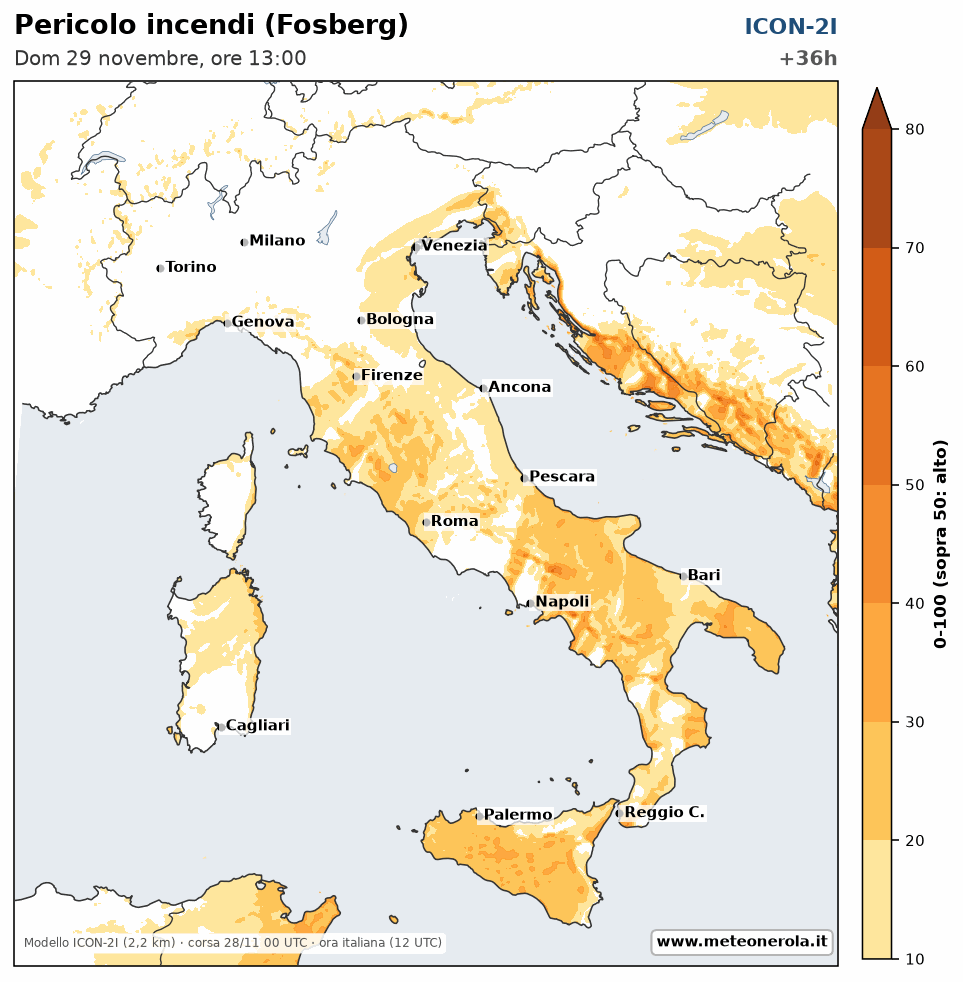 Pericolo incendi (Fosberg)
ICON-2I
Dom 29 novembre, ore 13:00
+36h
80
70
60
50
40
30
20
10
0-100 (sopra 50: alto)
Milano
Venezia
Torino
Genova
Bologna
Firenze
Ancona
Pescara
Roma
Bari
Napoli
Cagliari
Palermo
Reggio C.
Modello ICON-2I (2,2 km) · corsa 28/11 00 UTC · ora italiana (12 UTC)
www.meteonerola.it